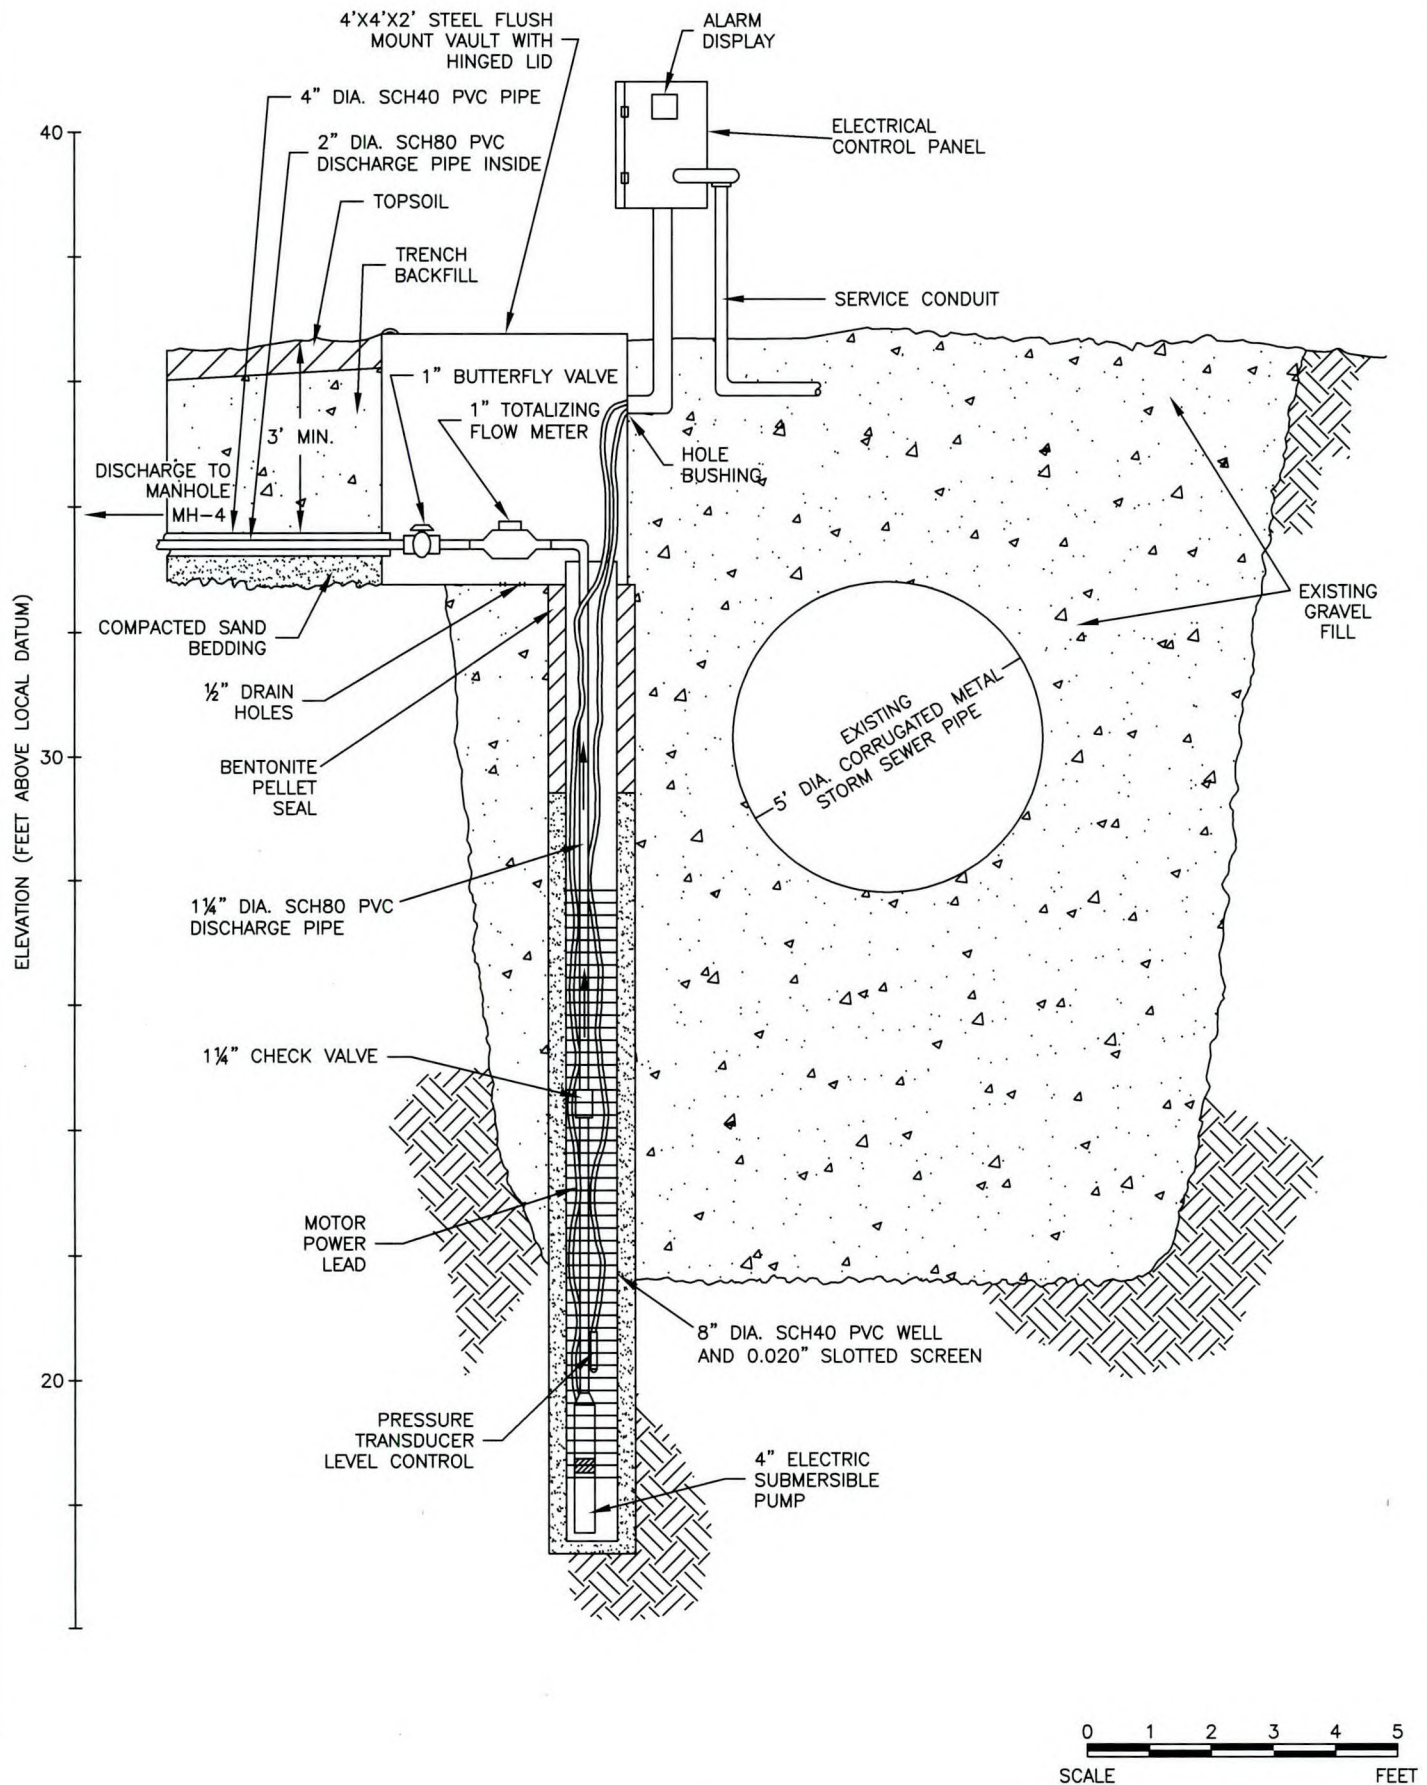 4'X4'X2' STEEL FLUSH
MOUNT VAULT WITH
HINGED LID
ALARM
DISPLAY
4" DIA. SCH40 PVC PIPE
40
ELECTRICAL
CONTROL PANEL
2" DIA. SCH80 PVC
DISCHARGE PIPE INSIDE
TOPSOIL
TRENCH
BACKFILL
SERVICE CONDUIT
1" BUTTERFLY VALVE
1" TOTALIZING
FLOW METER
3' MIN.
HOLE
BUSHING
DISCHARGE TO
MANHOLE
MH-4
EXISTING
GRAVEL
FILL
COMPACTED SAND
BEDDING
½" DRAIN
HOLES
EXISTING
5' DIA. CORRUGATED METAL
STORM SEWER PIPE
30
BENTONITE
PELLET
SEAL
ELEVATION (FEET ABOVE LOCAL DATUM)
1¼" DIA. SCH80 PVC
DISCHARGE PIPE
1¼" CHECK VALVE
MOTOR
POWER
LEAD
8" DIA. SCH40 PVC WELL
AND 0.020" SLOTTED SCREEN
20
PRESSURE
TRANSDUCER
LEVEL CONTROL
4" ELECTRIC
SUBMERSIBLE
PUMP
0 1 2 3 4 5
SCALE FEET